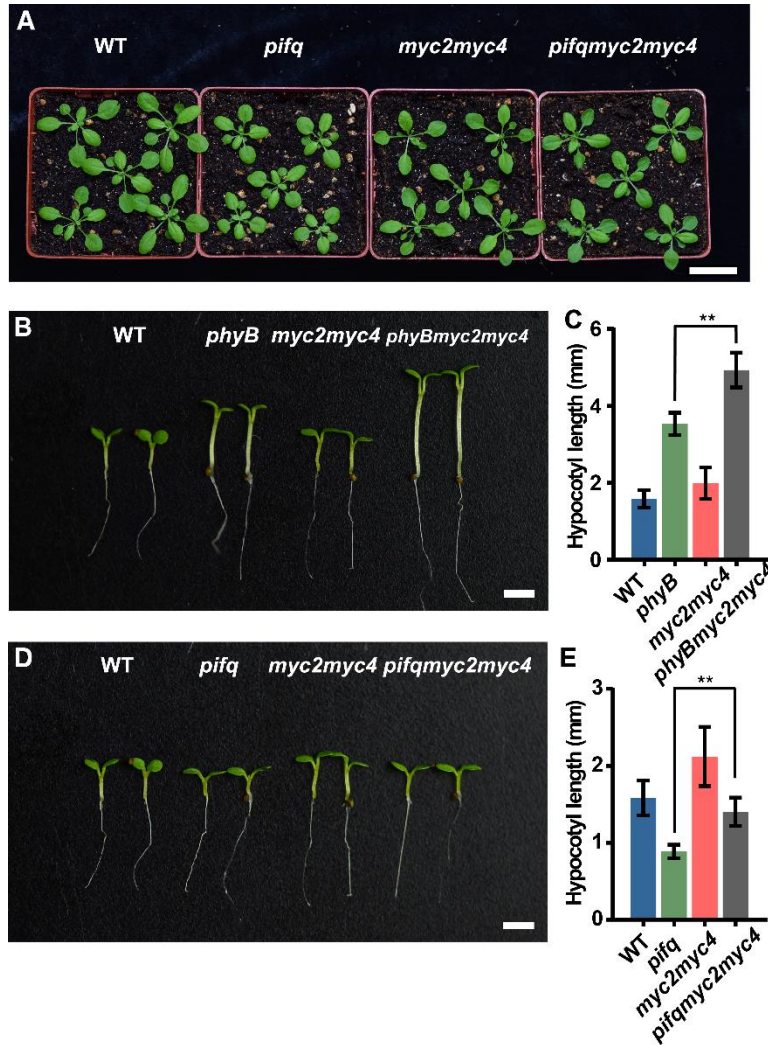 A
WT pifq myc2myc4 pifqmyc2myc4
B
WT phyB myc2myc4 phyBmyc2myc4
C
**
6
4
2
0
Hypocotyl length (mm)
WT
phyB
myc2myc4
phyBmyc2myc4
D
WT pifq myc2myc4 pifqmyc2myc4
E
**
3
2
1
0
Hypocotyl length (mm)
WT
pifq
myc2myc4
pifqmyc2myc4